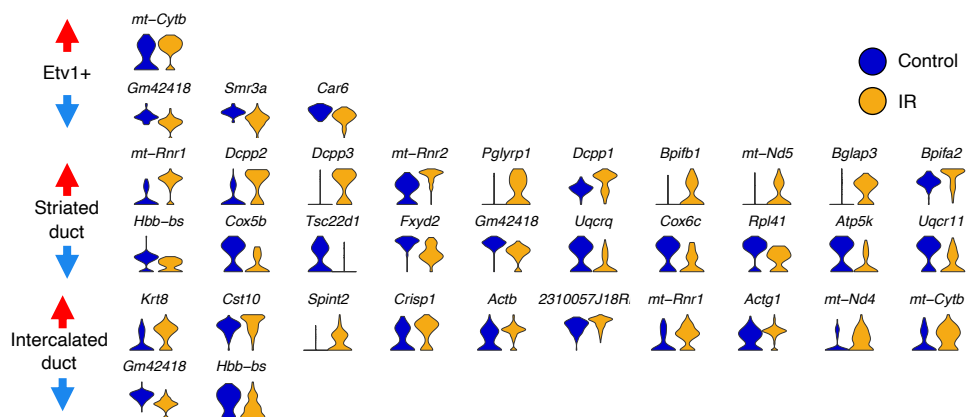 mt-Cytb
Etv1+
Control
IR
Gm42418 Smr3a Car6
mt-Rnr1 Dcpp2 Dcpp3 mt-Rnr2 Pglyrp1 Dcpp1 Bpifb1 mt-Nd5 Bglap3 Bpifa2
Striated
duct
Hbb-bs Cox5b Tsc22d1 Fxyd2 Gm42418 Uqcrq Cox6c Rpl41 Atp5k Uqcr11
Krt8 Cst10 Spint2 Crisp1 Actb 2310057J18Ri mt-Rnr1 Actg1 mt-Nd4 mt-Cytb
Intercalated
duct
Gm42418 Hbb-bs